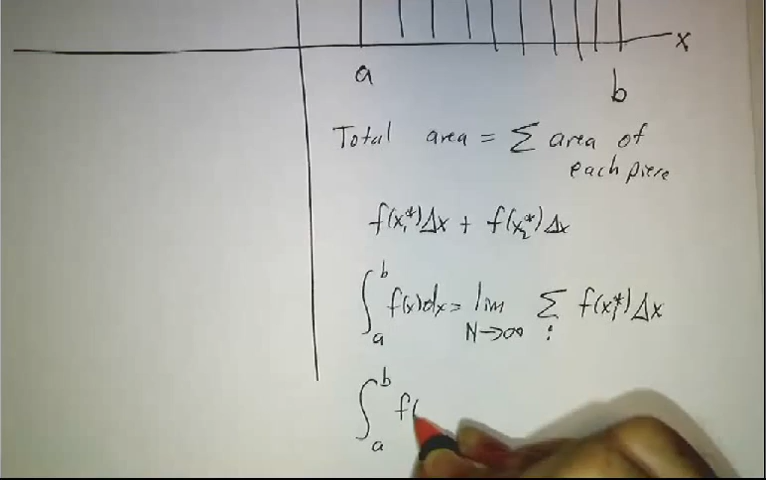 x
a
b
Total area = ∑ area of
each piece
f(x₁*)Δx + f(x₂*)Δx
∫ₐᵇ f(x)dx = lim N→∞ ∑ᵢ f(xᵢ*)Δx
∫ₐᵇ f(